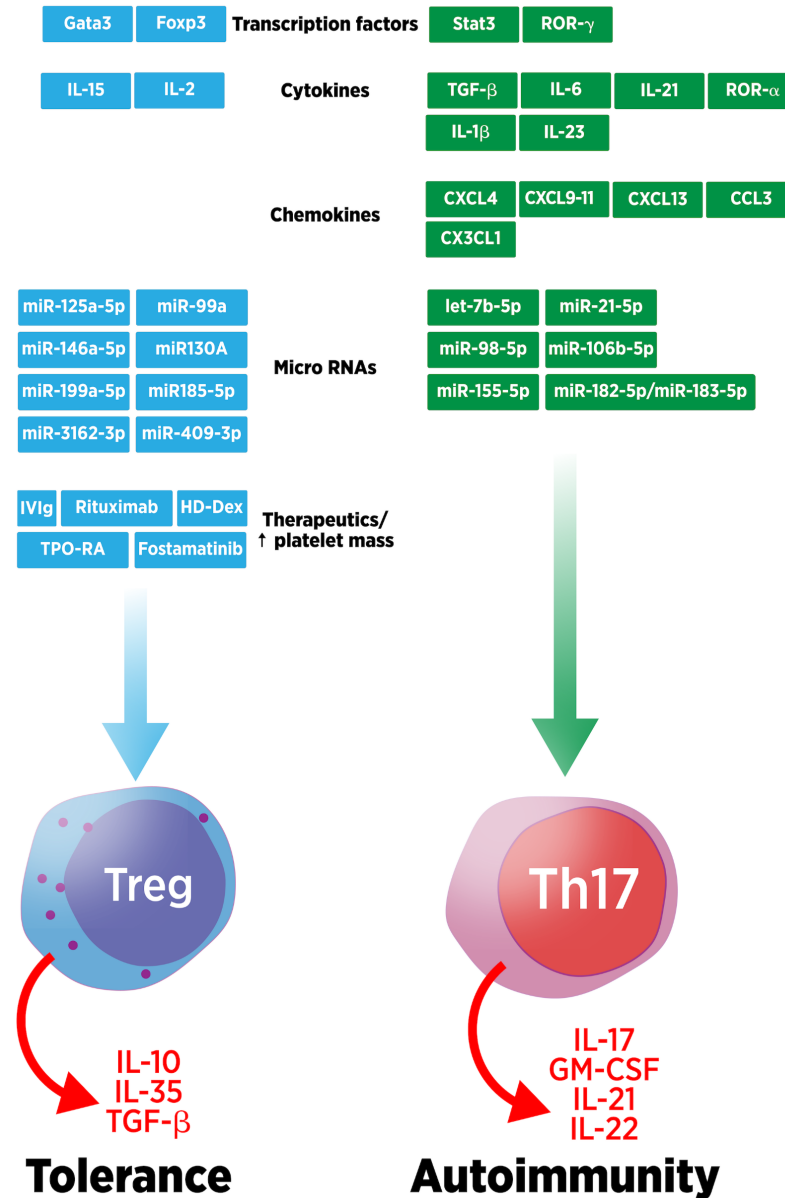 Gata3 Foxp3 Transcription factors Stat3 ROR-γ
IL-15 IL-2 Cytokines TGF-β IL-6 IL-21 ROR-α
IL-1β IL-23
Chemokines CXCL4 CXCL9-11 CXCL13 CCL3
CX3CL1
miR-125a-5p miR-99a let-7b-5p miR-21-5p
miR-146a-5p miR130A Micro RNAs miR-98-5p miR-106b-5p
miR-199a-5p miR185-5p miR-155-5p miR-182-5p/miR-183-5p
miR-3162-3p miR-409-3p
IVIg Rituximab HD-Dex Therapeutics/
TPO-RA Fostamatinib ↑ platelet mass
Treg Th17
IL-10
IL-35
TGF-β
IL-17
GM-CSF
IL-21
IL-22
Tolerance Autoimmunity